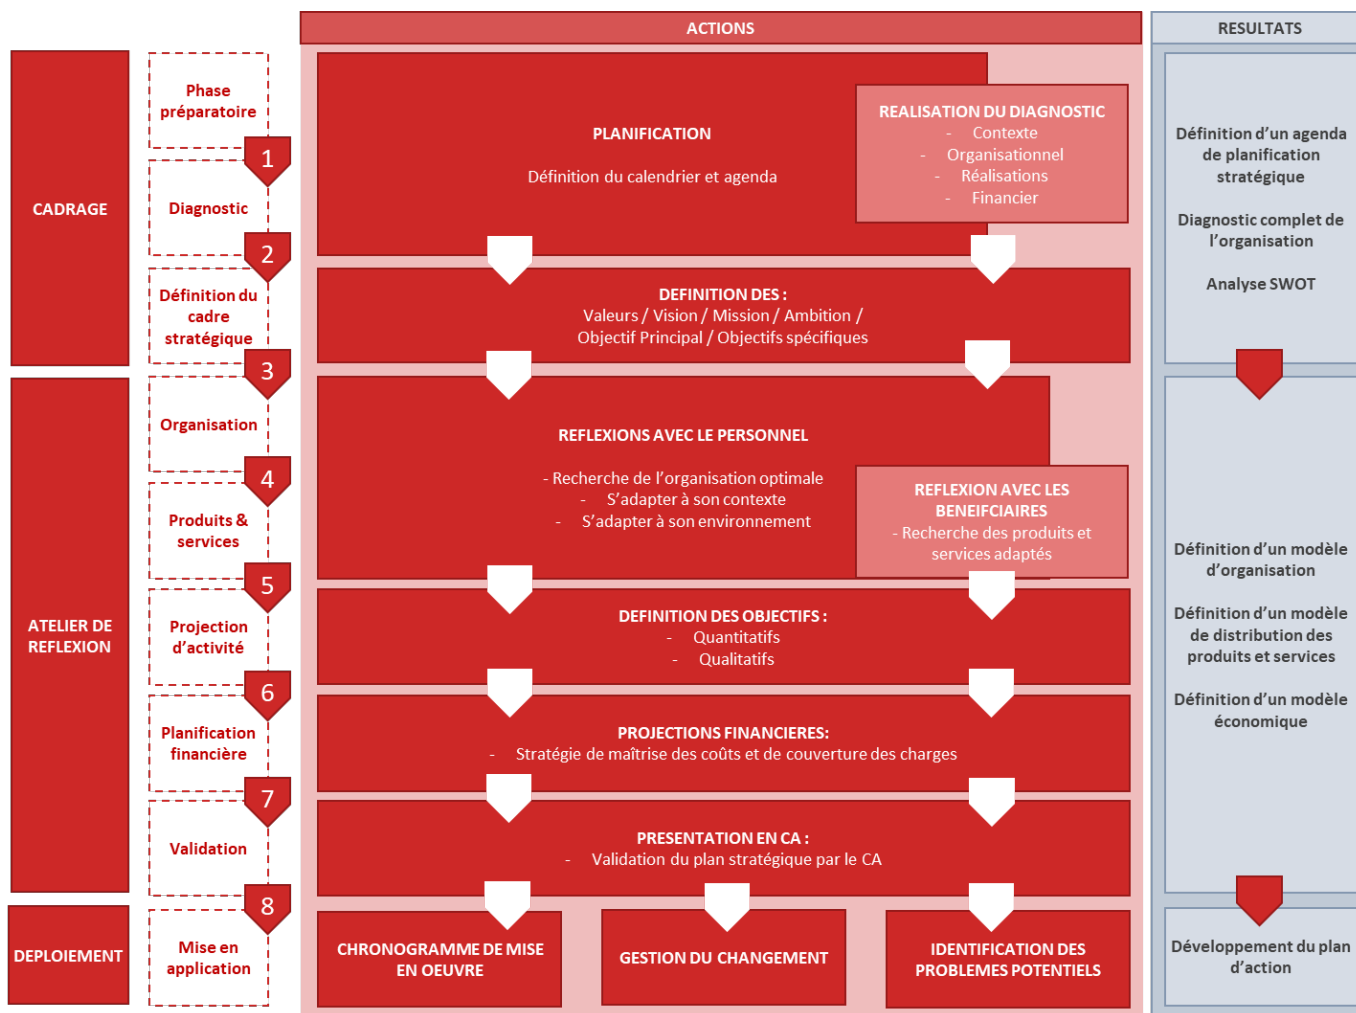 ACTIONS
RESULTATS
CADRAGE
Phase
préparatoire
1
Diagnostic
2
Définition du
cadre
stratégique
3
PLANIFICATION
Définition du calendrier et agenda
REALISATION DU DIAGNOSTIC
- Contexte
- Organisationnel
- Réalisations
- Financier
DEFINITION DES :
Valeurs / Vision / Mission / Ambition /
Objectif Principal / Objectifs spécifiques
Définition d’un agenda
de planification
stratégique
Diagnostic complet de
l’organisation
Analyse SWOT
ATELIER DE
REFLEXION
Organisation
4
Produits &
services
5
Projection
d’activité
6
Planification
financière
7
Validation
8
REFLEXIONS AVEC LE PERSONNEL
- Recherche de l’organisation optimale
- S’adapter à son contexte
- S’adapter à son environnement
REFLEXION AVEC LES
BENEIFCIAIRES
- Recherche des produits et
services adaptés
DEFINITION DES OBJECTIFS :
- Quantitatifs
- Qualitatifs
PROJECTIONS FINANCIERES:
- Stratégie de maîtrise des coûts et de couverture des charges
PRESENTATION EN CA :
- Validation du plan stratégique par le CA
Définition d’un modèle
d’organisation
Définition d’un modèle
de distribution des
produits et services
Définition d’un modèle
économique
DEPLOIEMENT
Mise en
application
CHRONOGRAMME DE MISE
EN OEUVRE
GESTION DU CHANGEMENT
IDENTIFICATION DES
PROBLEMES POTENTIELS
Développement du plan
d’action